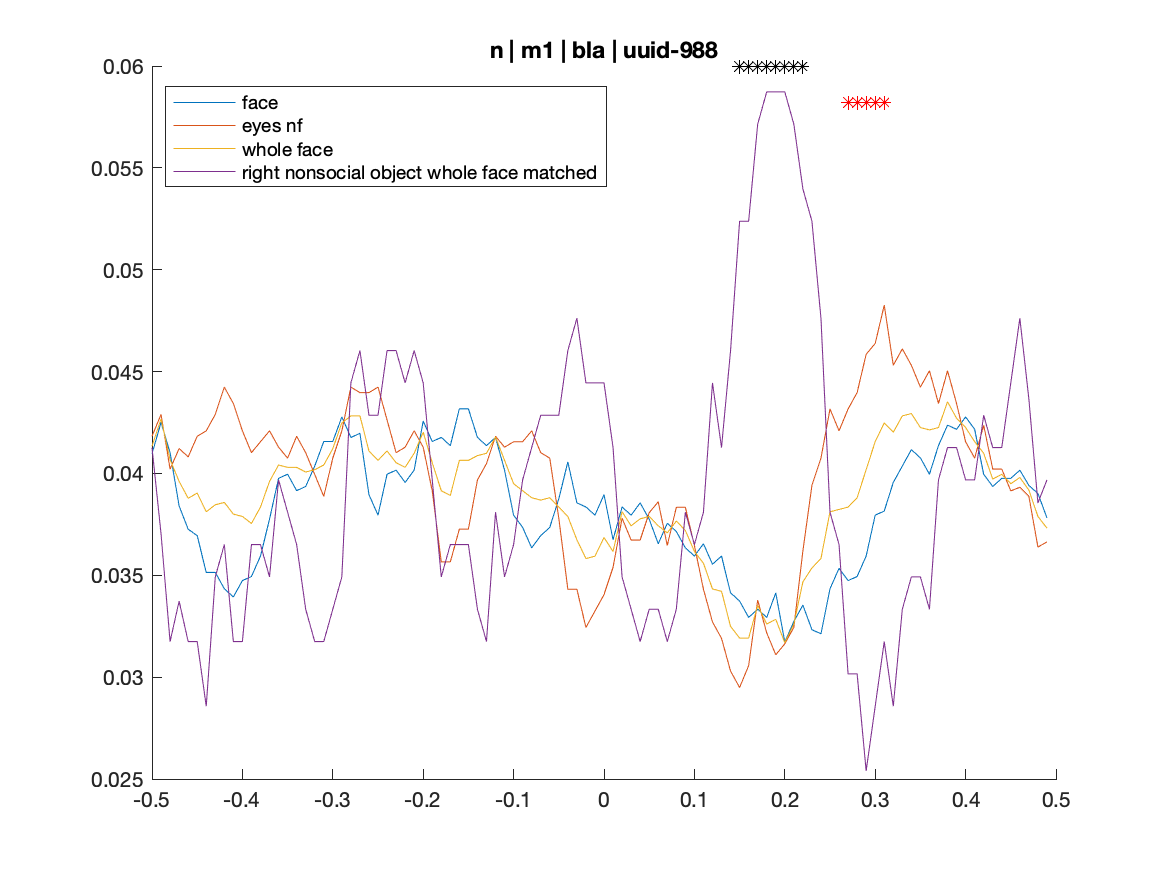 n | m1 | bla | uuid-988
0.06
face
eyes nf
whole face
right nonsocial object whole face matched
0.055
0.05
0.045
0.04
0.035
0.03
0.025
-0.5 -0.4 -0.3 -0.2 -0.1 0 0.1 0.2 0.3 0.4 0.5